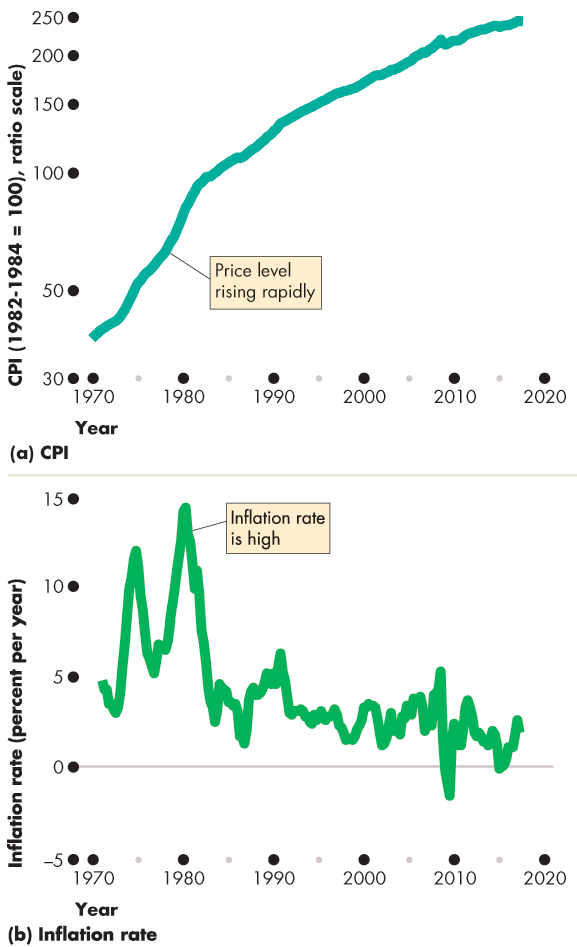 CPI (1982-1984 = 100), ratio scale)
250
200
150
100
50
30
Price level
rising rapidly
1970 1980 1990 2000 2010 2020
Year
(a) CPI
Inflation rate (percent per year)
15
10
5
0
–5
Inflation rate
is high
1970 1980 1990 2000 2010 2020
Year
(b) Inflation rate